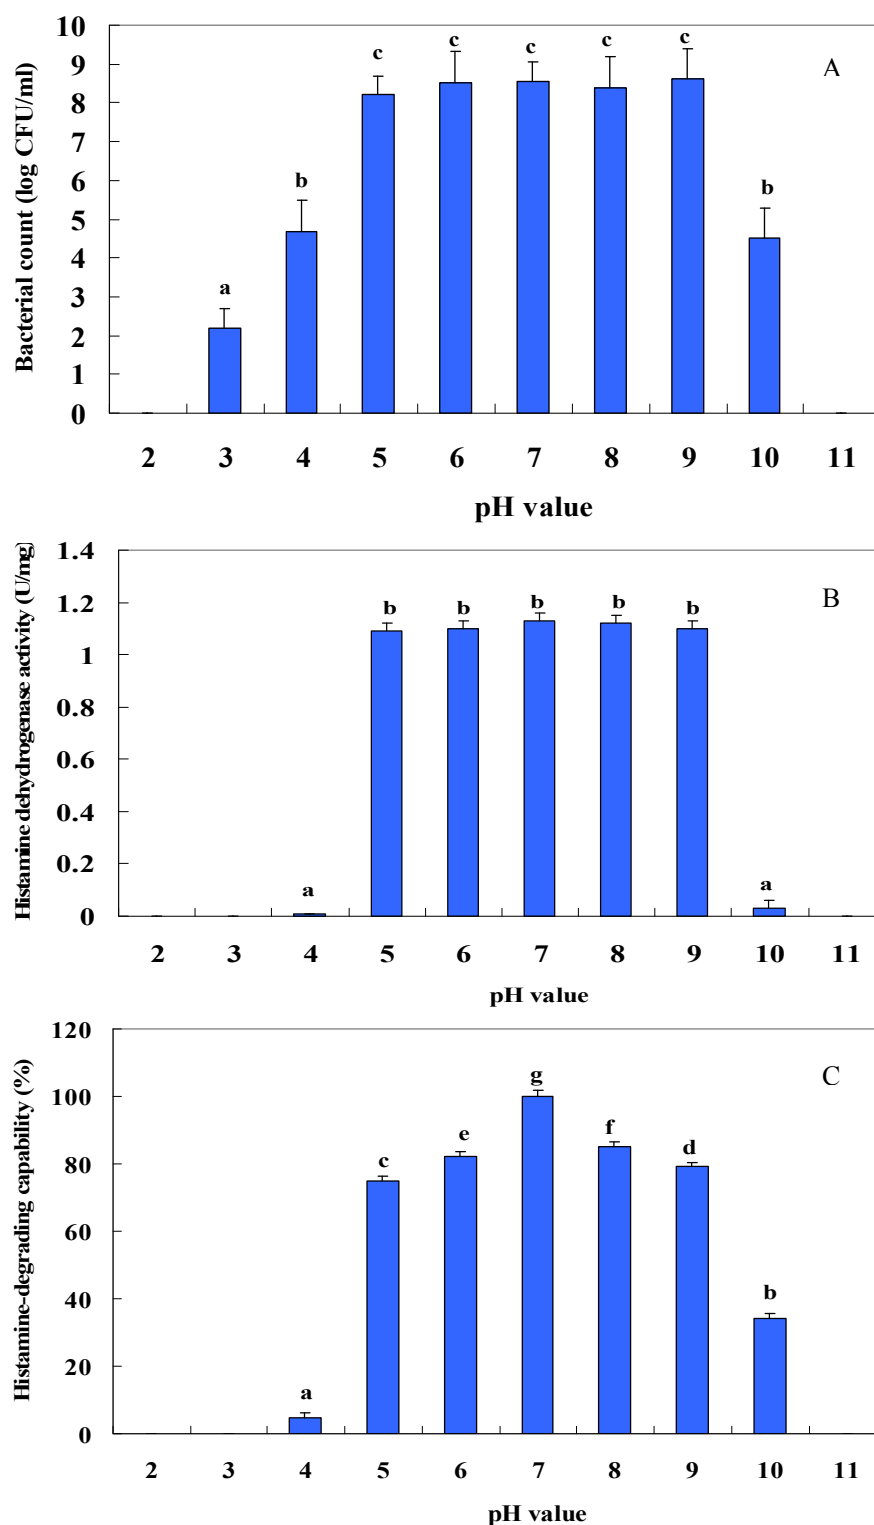 10
9
8
7
6
5
4
3
2
1
0
Bacterial count (log CFU/ml)
A
a
b
c
c
c
c
c
b
2 3 4 5 6 7 8 9 10 11
pH value
1.4
1.2
1
0.8
0.6
0.4
0.2
0
Histamine dehydrogenase activity (U/mg)
B
a
b
b
b
b
b
a
2 3 4 5 6 7 8 9 10 11
pH value
120
100
80
60
40
20
0
Histamine-degrading capability (%)
C
a
c
e
g
f
d
b
2 3 4 5 6 7 8 9 10 11
pH value